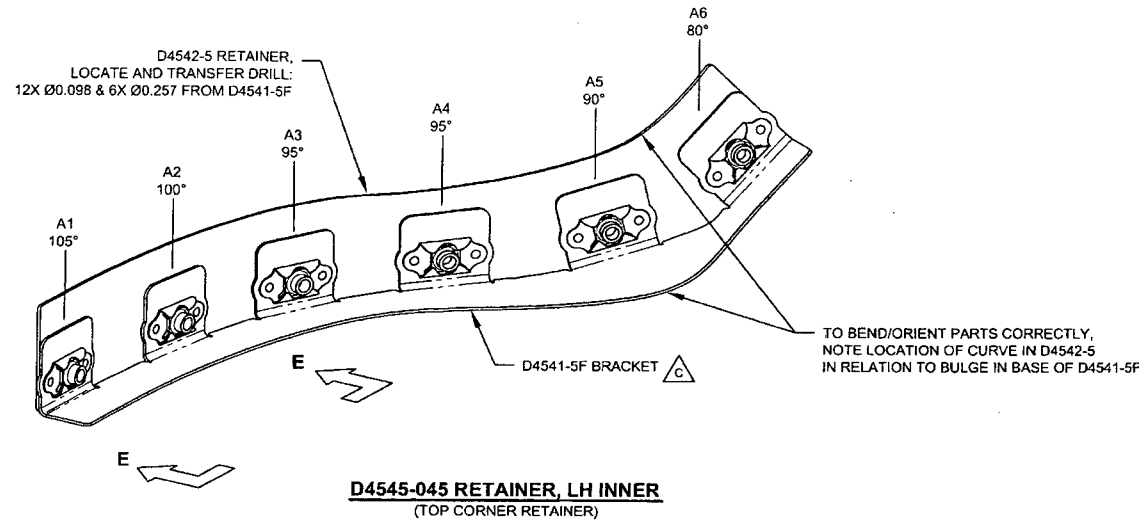 D4542-5 RETAINER,
LOCATE AND TRANSFER DRILL:
12X Ø0.098 & 6X Ø0.257 FROM D4541-5F
A1
105°
A2
100°
A3
95°
A4
95°
A5
90°
A6
80°
TO BEND/ORIENT PARTS CORRECTLY,
NOTE LOCATION OF CURVE IN D4542-5
IN RELATION TO BULGE IN BASE OF D4541-5F
D4541-5F BRACKET
C
E
E
D4545-045 RETAINER, LH INNER
(TOP CORNER RETAINER)